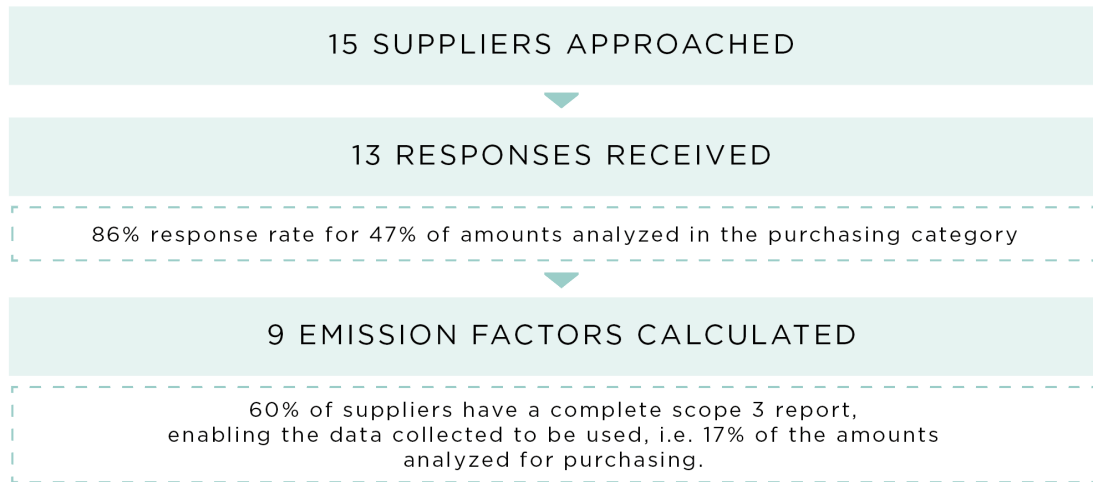 15 SUPPLIERS APPROACHED
13 RESPONSES RECEIVED
86% response rate for 47% of amounts analyzed in the purchasing category
9 EMISSION FACTORS CALCULATED
60% of suppliers have a complete scope 3 report,
enabling the data collected to be used, i.e. 17% of the amounts
analyzed for purchasing.